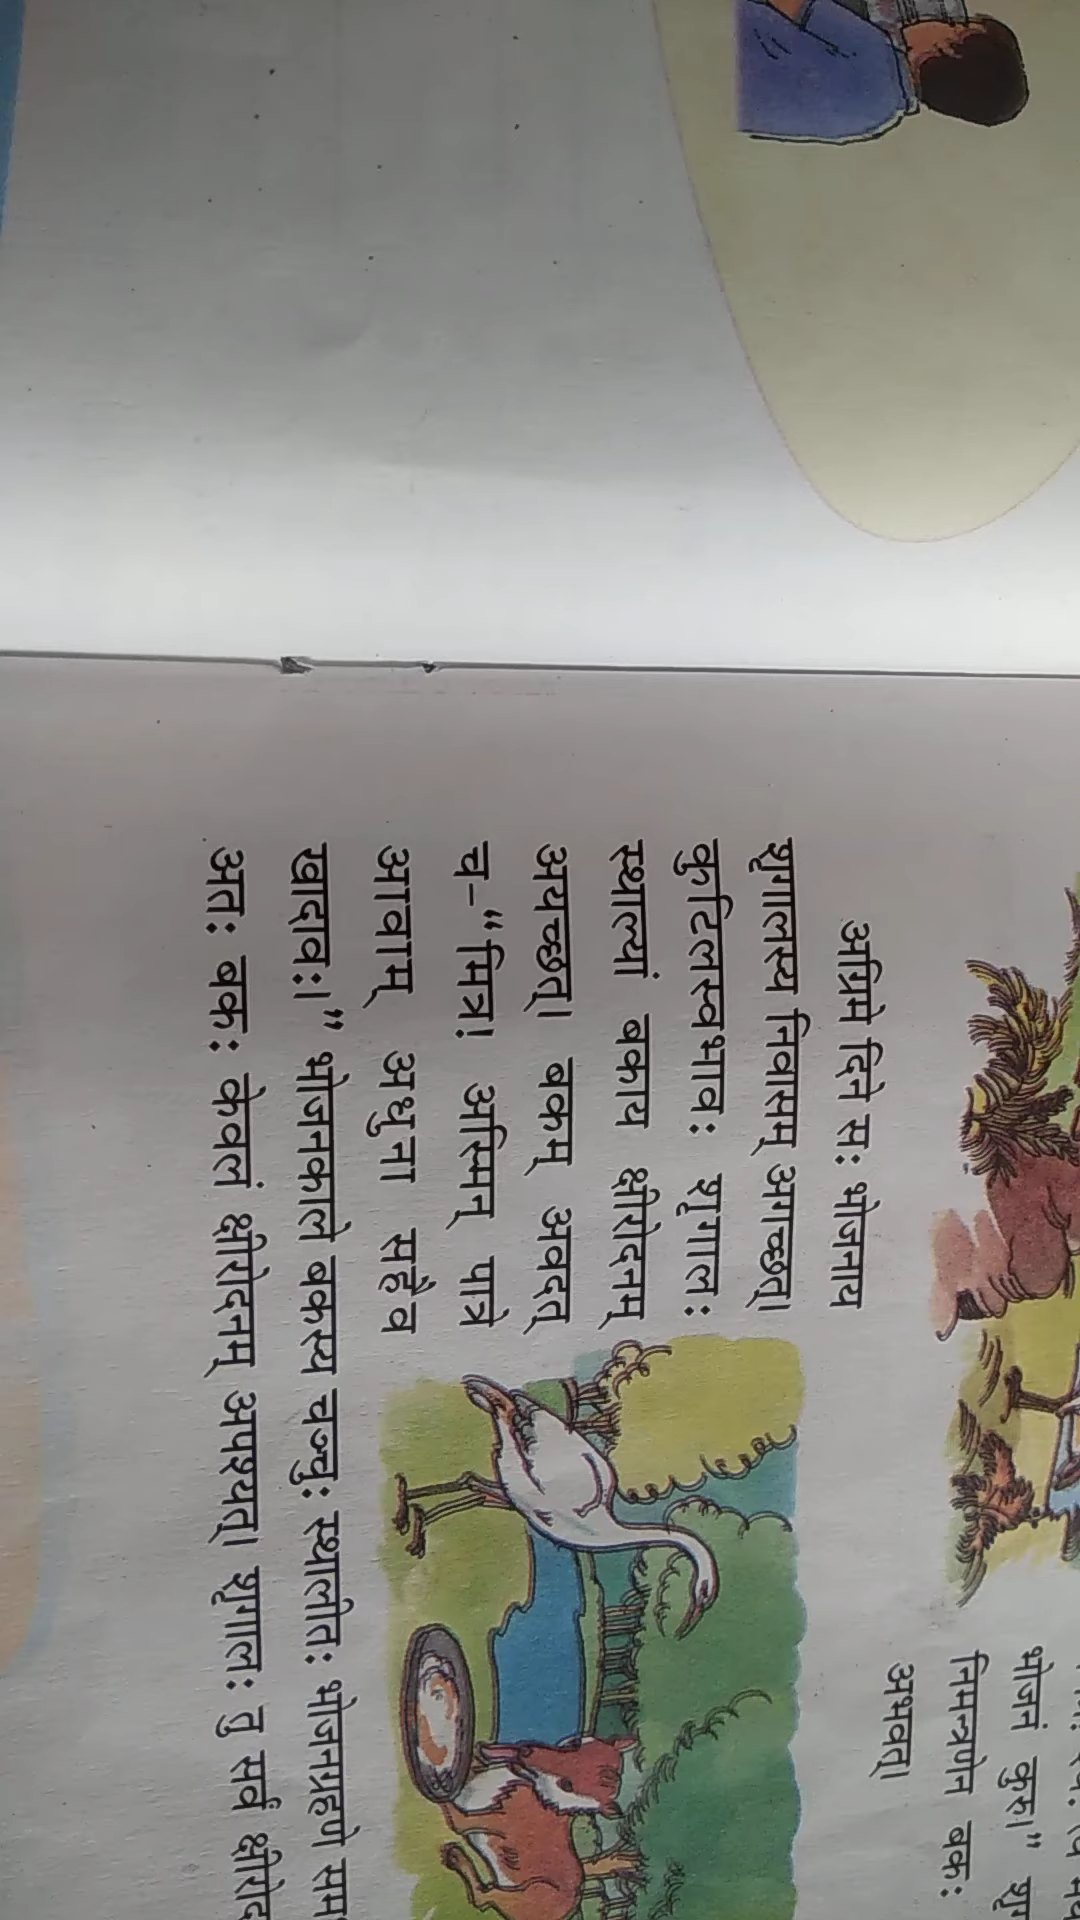 भोजनं कुरु।"
निमन्त्रणेन बकः
अभवत्।
अग्रिमे दिने सः भोजनाय
शृगालस्य निवासम् अगच्छत्।
कुटिलस्वभावः शृगालः
स्थाल्यां बकाय क्षीरोदनम्
अयच्छत्। बकम् अवदत्
च-"मित्र! अस्मिन् पात्रे
आवाम् अधुना सहैव
खादावः।" भोजनकाले बकस्य चञ्चुः स्थालीतः भोजनग्रहणे
अतः बकः केवलं क्षीरोदनम् अपश्यत्। शृगालः तु सर्वं